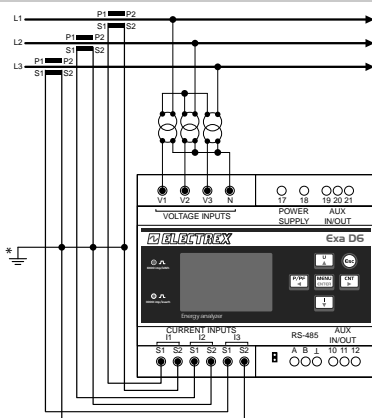 L1 P1 P2
S1 S2
L2 P1 P2
S1 S2
L3 P1 P2
S1 S2
V1 V2 V3 N 17 18 19 20 21
VOLTAGE INPUTS POWER SUPPLY AUX IN/OUT
ELECTREX Exa D6
U
Esc
P/PF MENU ENTER CNT
I
Energy analyzer
CURRENT INPUTS RS-485 AUX IN/OUT
I1 I2 I3
S1 S2 S1 S2 S1 S2 A B ⊥ 10 11 12
*